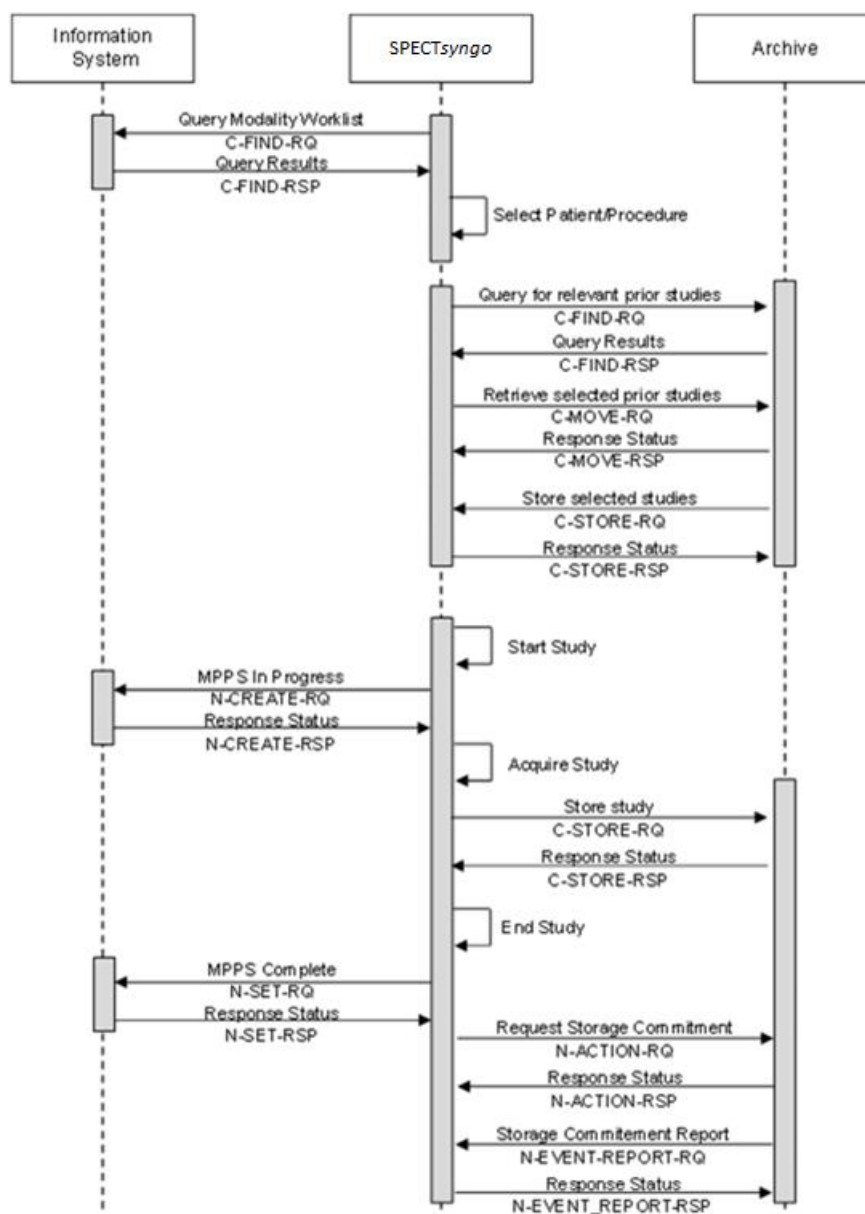 Information
System
SPECTsyngo
Archive
Query Modality Worklist
C-FIND-RQ
Query Results
C-FIND-RSP
Select Patient/Procedure
Query for relevant prior studies
C-FIND-RQ
Query Results
C-FIND-RSP
Retrieve selected prior studies
C-MOVE-RQ
Response Status
C-MOVE-RSP
Store selected studies
C-STORE-RQ
Response Status
C-STORE-RSP
Start Study
MPPS In Progress
N-CREATE-RQ
Response Status
N-CREATE-RSP
Acquire Study
Store study
C-STORE-RQ
Response Status
C-STORE-RSP
End Study
MPPS Complete
N-SET-RQ
Response Status
N-SET-RSP
Request Storage Commitment
N-ACTION-RQ
Response Status
N-ACTION-RSP
Storage Commitement Report
N-EVENT-REPORT-RQ
Response Status
N-EVENT_REPORT-RSP